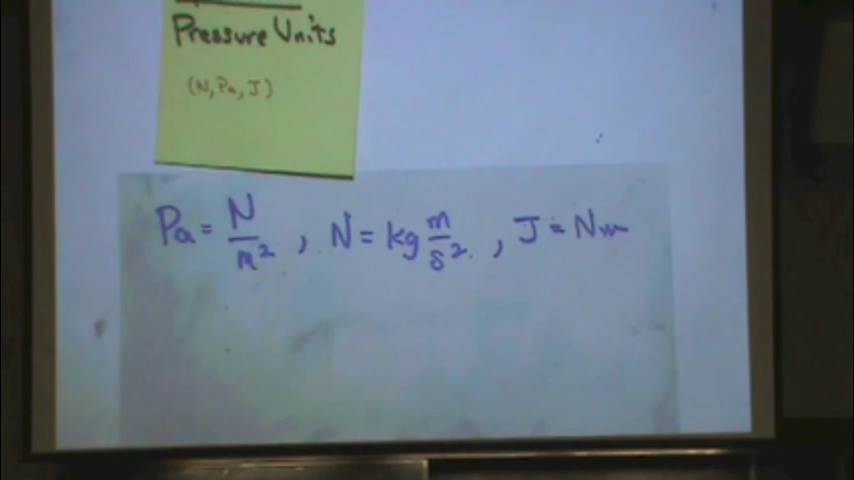 Pressure Units
(N, Pa, J)
Pa = N/m², N = kg m/s², J = Nm